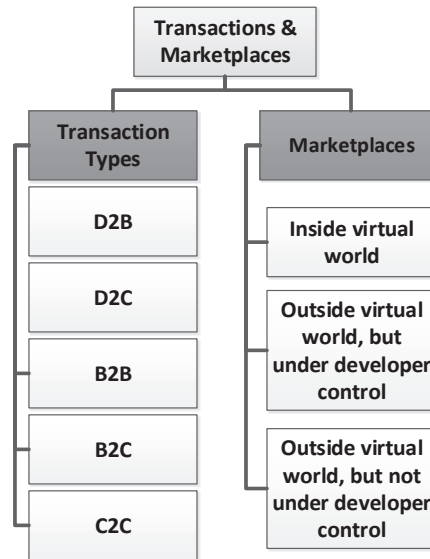 Transactions &
Marketplaces
Transaction
Types
D2B
D2C
B2B
B2C
C2C
Marketplaces
Inside virtual
world
Outside virtual
world, but
under developer
control
Outside virtual
world, but not
under developer
control